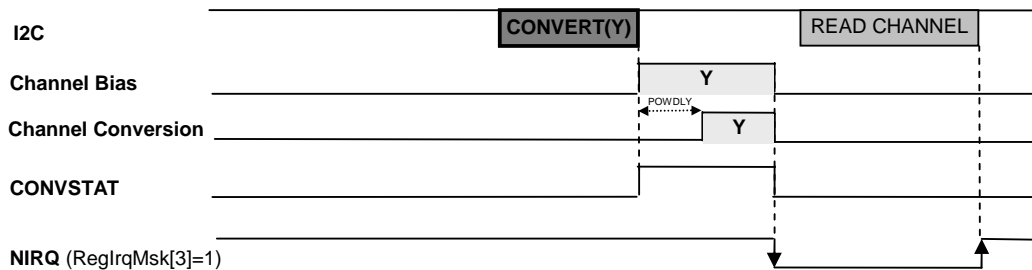 I2C
CONVERT(Y)
READ CHANNEL
Channel Bias
Y
POWDLY
Channel Conversion
Y
CONVSTAT
NIRQ (RegIrqMsk[3]=1)